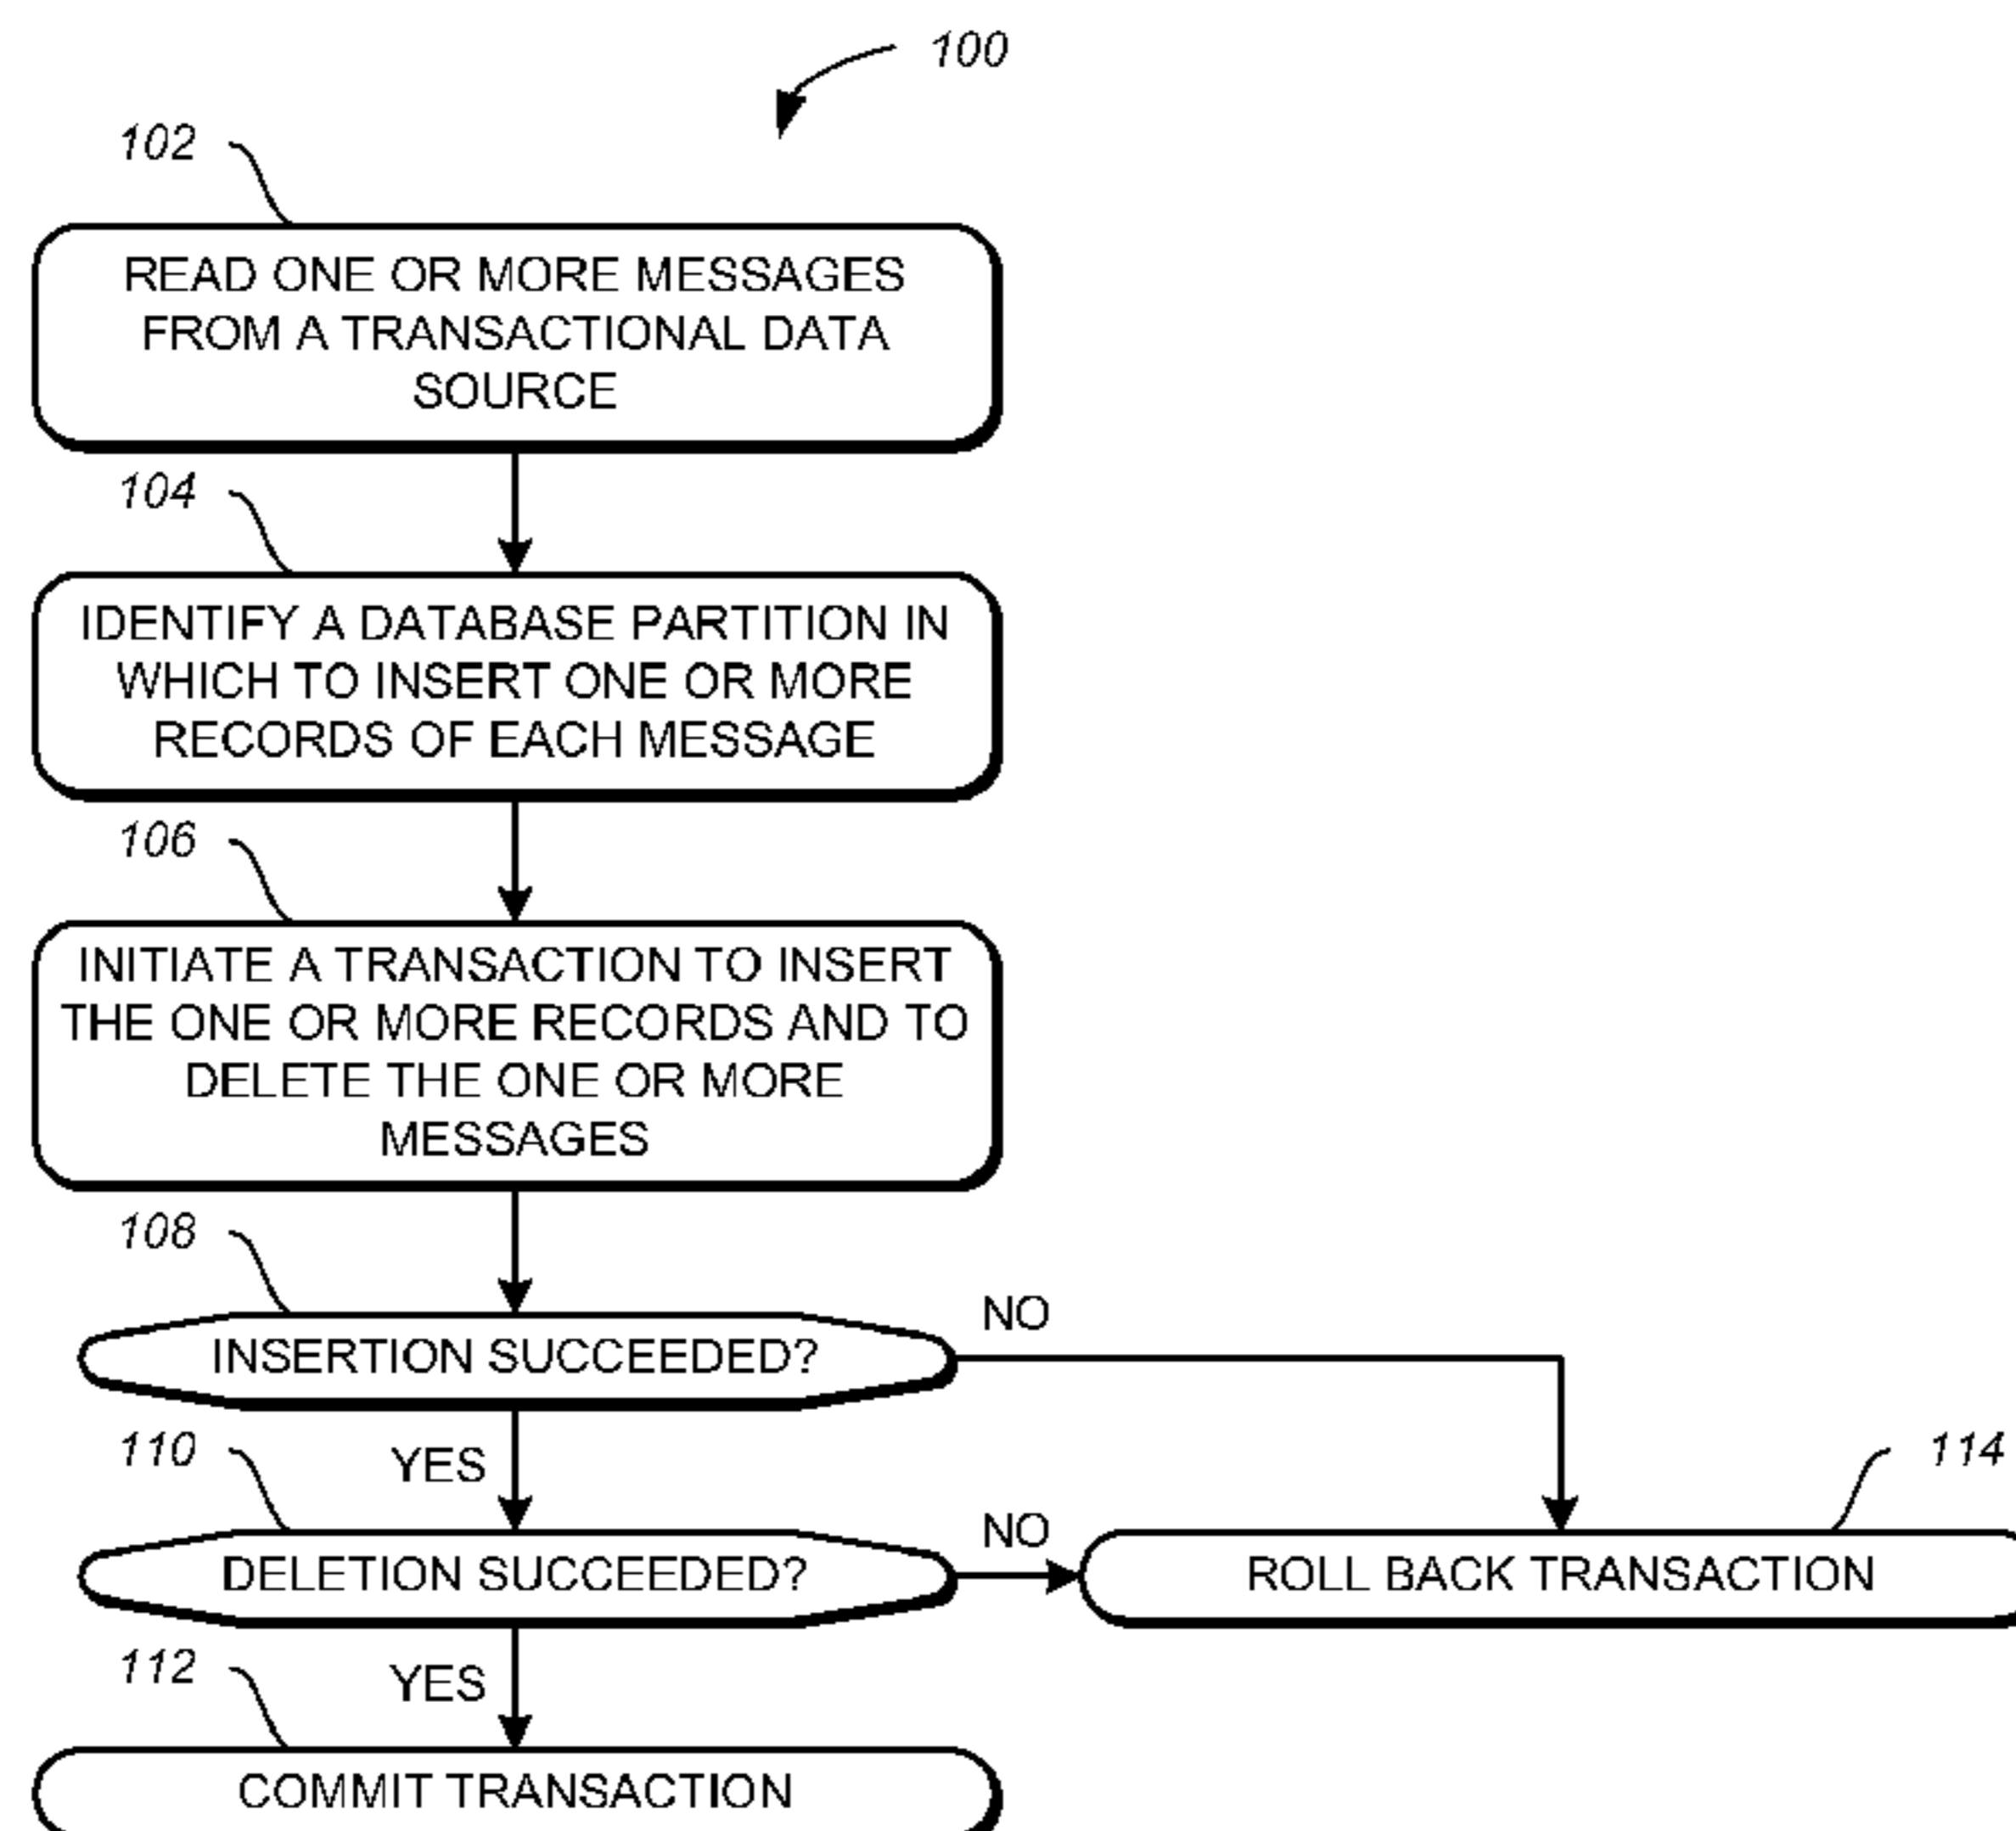 100
102
READ ONE OR MORE MESSAGES
FROM A TRANSACTIONAL DATA
SOURCE
104
IDENTIFY A DATABASE PARTITION IN
WHICH TO INSERT ONE OR MORE
RECORDS OF EACH MESSAGE
106
INITIATE A TRANSACTION TO INSERT
THE ONE OR MORE RECORDS AND TO
DELETE THE ONE OR MORE
MESSAGES
108
INSERTION SUCCEEDED?
NO
YES
110
DELETION SUCCEEDED?
NO
114
ROLL BACK TRANSACTION
YES
112
COMMIT TRANSACTION